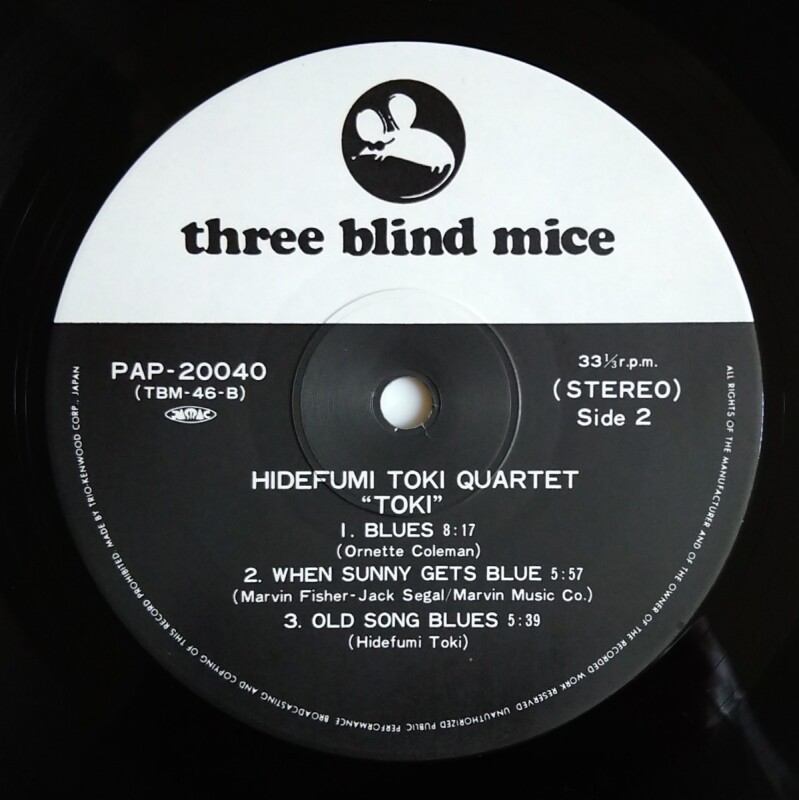 three blind mice
PAP-20040
(TBM-46-B)
JASRAC
33⅓r.p.m.
(STEREO)
Side 2
HIDEFUMI TOKI QUARTET
“TOKI”
1. BLUES 8:17
(Ornette Coleman)
2. WHEN SUNNY GETS BLUE 5:57
(Marvin Fisher-Jack Segal/Marvin Music Co.)
3. OLD SONG BLUES 5:39
(Hidefumi Toki)
ALL RIGHTS OF THE MANUFACTURER AND OF THE OWNER OF THE RECORDED WORK RESERVED. UNAUTHORIZED PUBLIC PERFORMANCE BROADCASTING AND COPYING OF THIS RECORD PROHIBITED. MADE BY TRIO-KENWOOD CORP., JAPAN